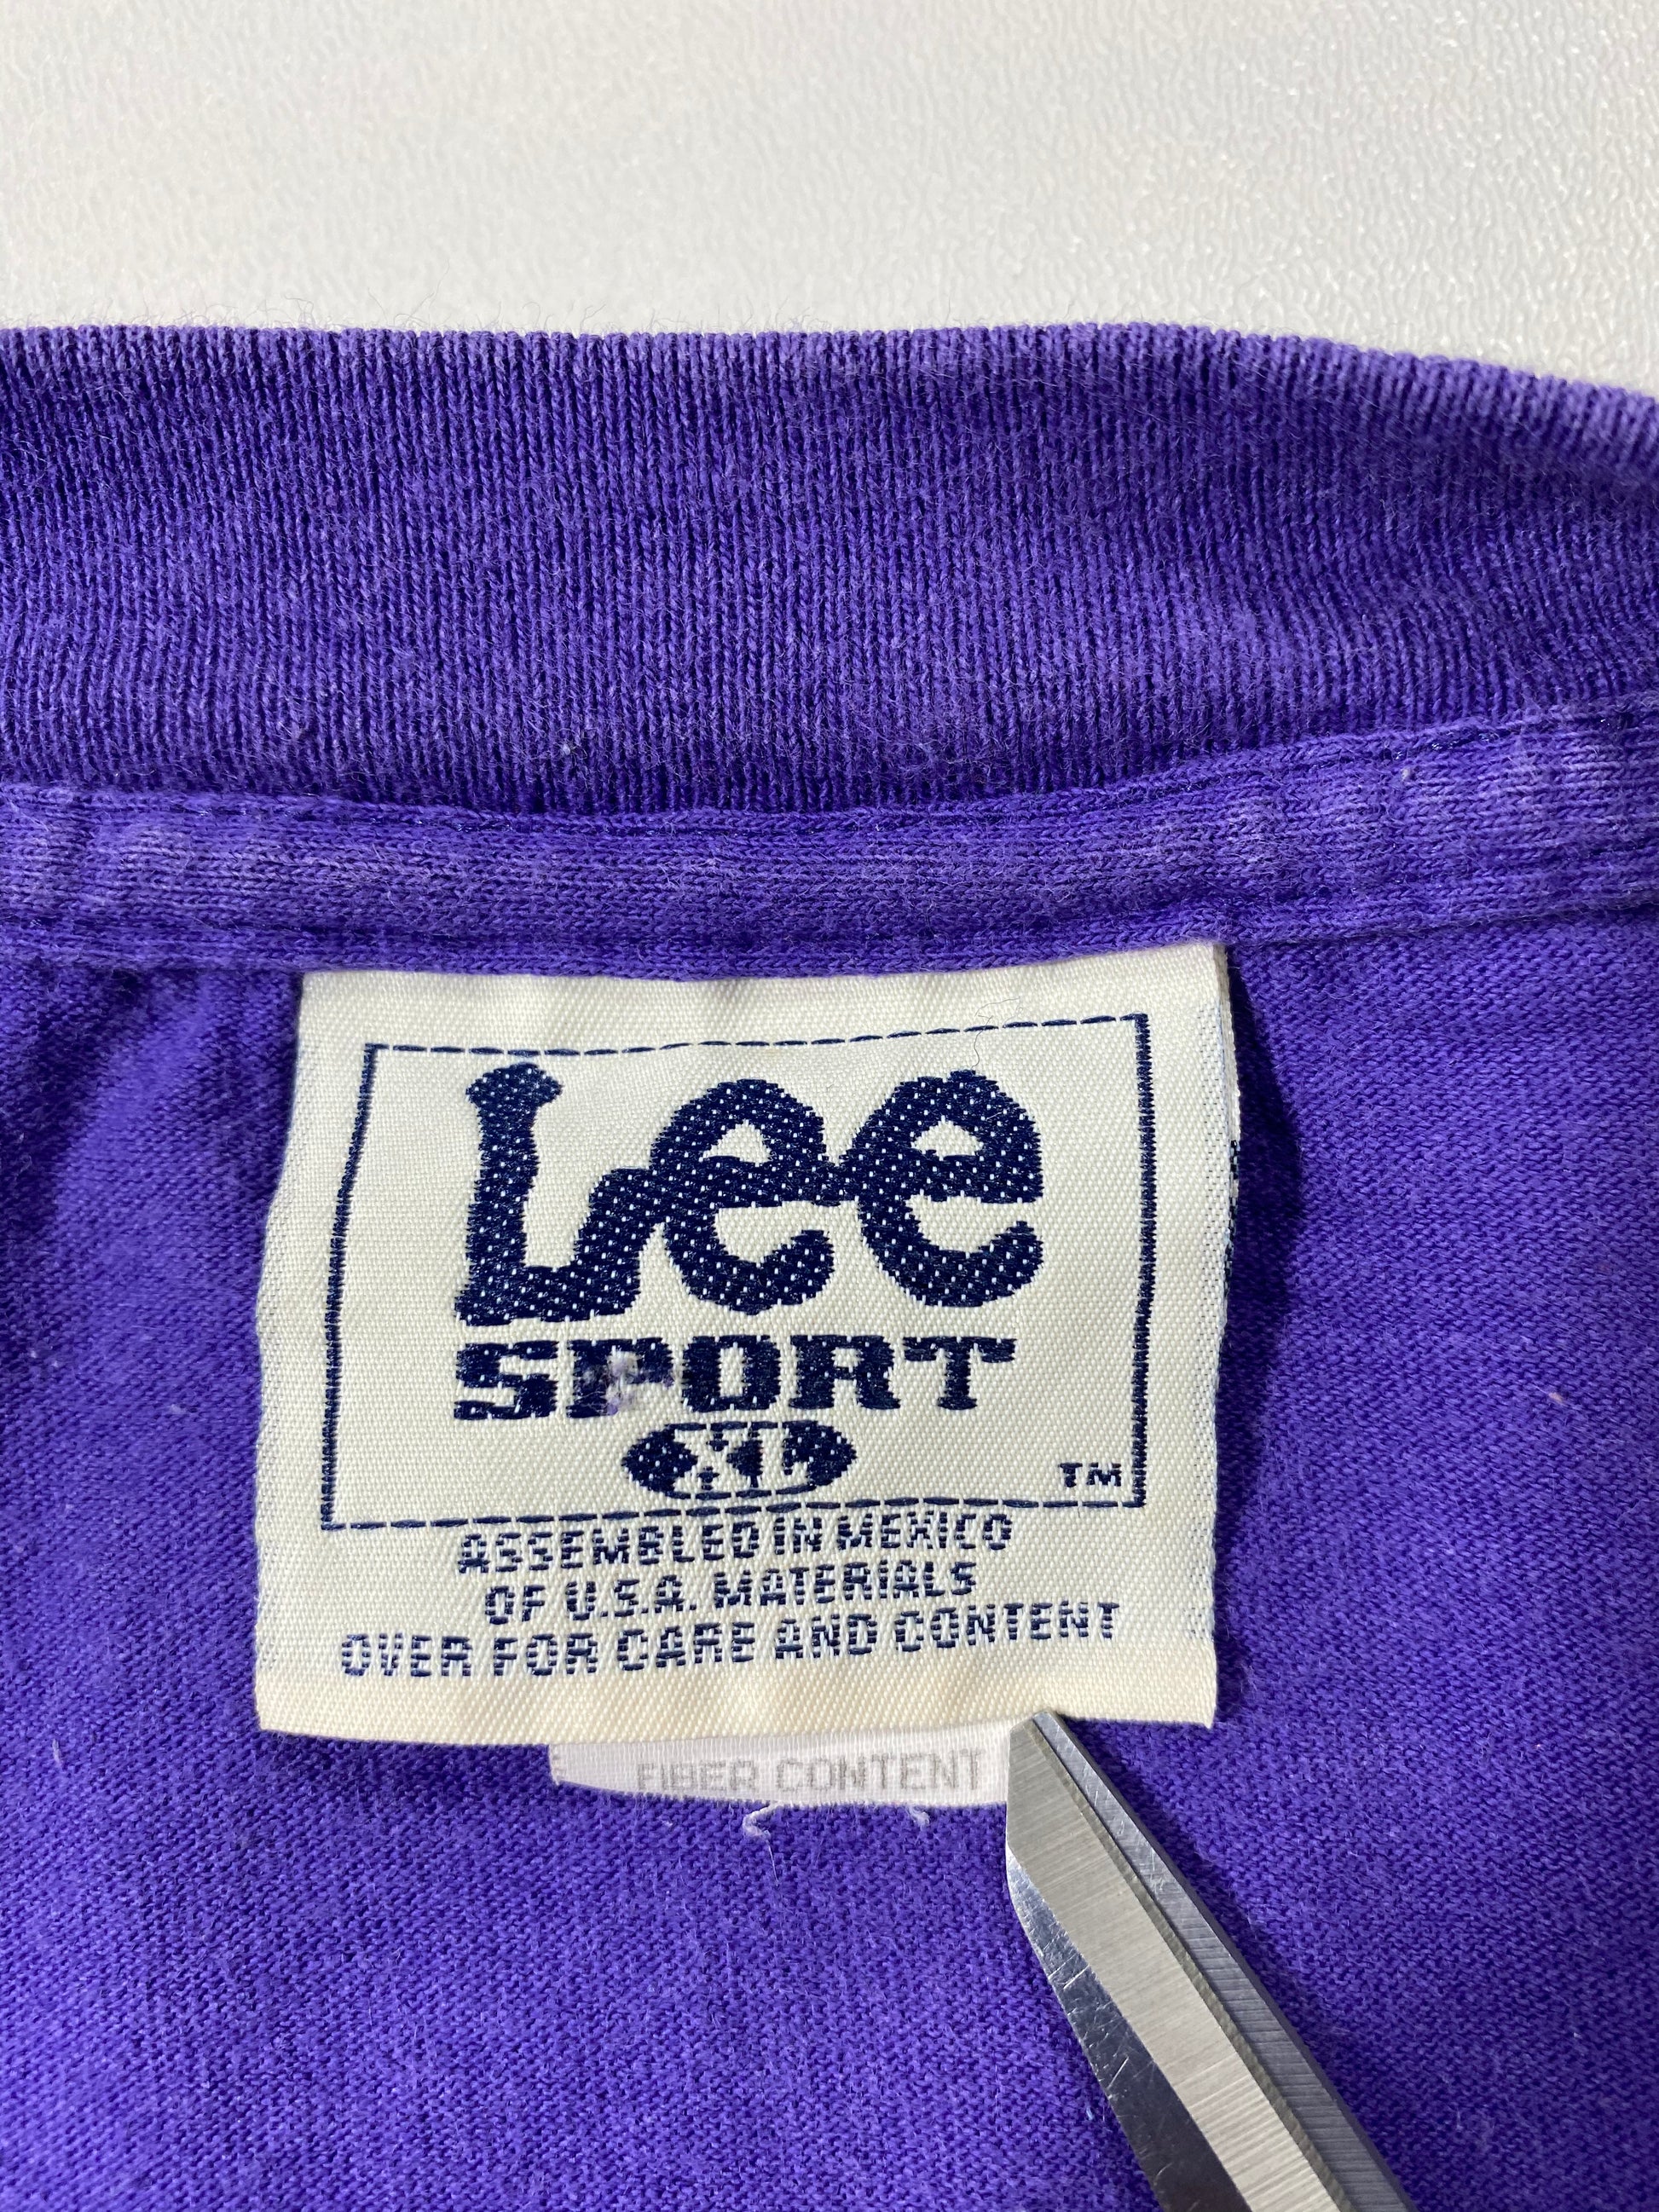 Lee
SPORT
XL
TM
ASSEMBLED IN MEXICO
OF U.S.A. MATERIALS
OVER FOR CARE AND CONTENT
FIBER CONTENT